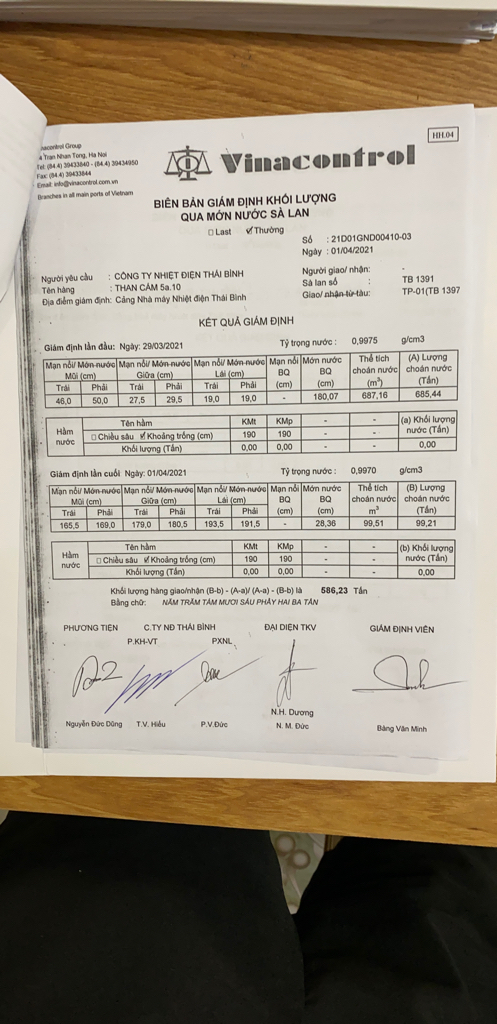 HH.04
nacontrol Group
Tran Nhan Tong, Ha Noi
Tel: (84.4) 39433840 - (84.4) 39434950
Fax: (84.4) 39433844
Email: info@vinacontrol.com.vn
Branches in all main ports of Vietnam
Vinacontrol
BIÊN BẢN GIÁM ĐỊNH KHỐI LƯỢNG
QUA MỚN NƯỚC SÀ LAN
Last Thường
Số : 21D01GND00410-03
Ngày : 01/04/2021
Người yêu cầu : CÔNG TY NHIỆT ĐIỆN THÁI BÌNH
Tên hàng : THAN CÁM 5a.10
Địa điểm giám định: Cảng Nhà máy Nhiệt điện Thái Bình
Người giao/ nhận: -
Sà lan số : TB 1391
Giao/ nhận từ tàu: TP-01(TB 1397
KẾT QUẢ GIÁM ĐỊNH
Giám định lần đầu: Ngày: 29/03/2021 Tỷ trọng nước : 0,9975 g/cm3
Mạn nổi/ Mớn nước Mũi (cm) Mạn nổi/ Mớn nước Giữa (cm) Mạn nổi/ Mớn nước Lái (cm) Mạn nổi BQ (cm) Mớn nước BQ (cm) Thể tích choán nước (m³) (A) Lượng choán nước (Tấn)
Trái Phải Trái Phải Trái Phải
46,0 50,0 27,5 29,5 19,0 19,0 - 180,07 687,16 685,44
Hầm nước Tên hầm KMt KMp - - (a) Khối lượng nước (Tấn)
Chiều sâu Khoảng trống (cm) 190 190 - -
Khối lượng (Tấn) 0,00 0,00 - - 0,00
Giám định lần cuối Ngày: 01/04/2021 Tỷ trọng nước : 0,9970 g/cm3
Mạn nổi/ Mớn nước Mũi (cm) Mạn nổi/ Mớn nước Giữa (cm) Mạn nổi/ Mớn nước Lái (cm) Mạn nổi BQ (cm) Mớn nước BQ (cm) Thể tích choán nước m³ (B) Lượng choán nước (Tấn)
Trái Phải Trái Phải Trái Phải
165,5 169,0 179,0 180,5 193,5 191,5 - 28,36 99,51 99,21
Hầm nước Tên hầm KMt KMp - - (b) Khối lượng nước (Tấn)
Chiều sâu Khoảng trống (cm) 190 190 - -
Khối lượng (Tấn) 0,00 0,00 - - 0,00
Khối lượng hàng giao/nhận (B-b) - (A-a)/ (A-a) - (B-b) là 586,23 Tấn
Bằng chữ: NĂM TRĂM TÁM MƯƠI SÁU PHẨY HAI BA TẤN
PHƯƠNG TIỆN C.TY NĐ THÁI BÌNH ĐẠI DIỆN TKV GIÁM ĐỊNH VIÊN
P.KH-VT PXNL
N.H. Dương
Nguyễn Đức Dũng T.V. Hiếu P.V.Đức N. M. Đức Bàng Văn Minh